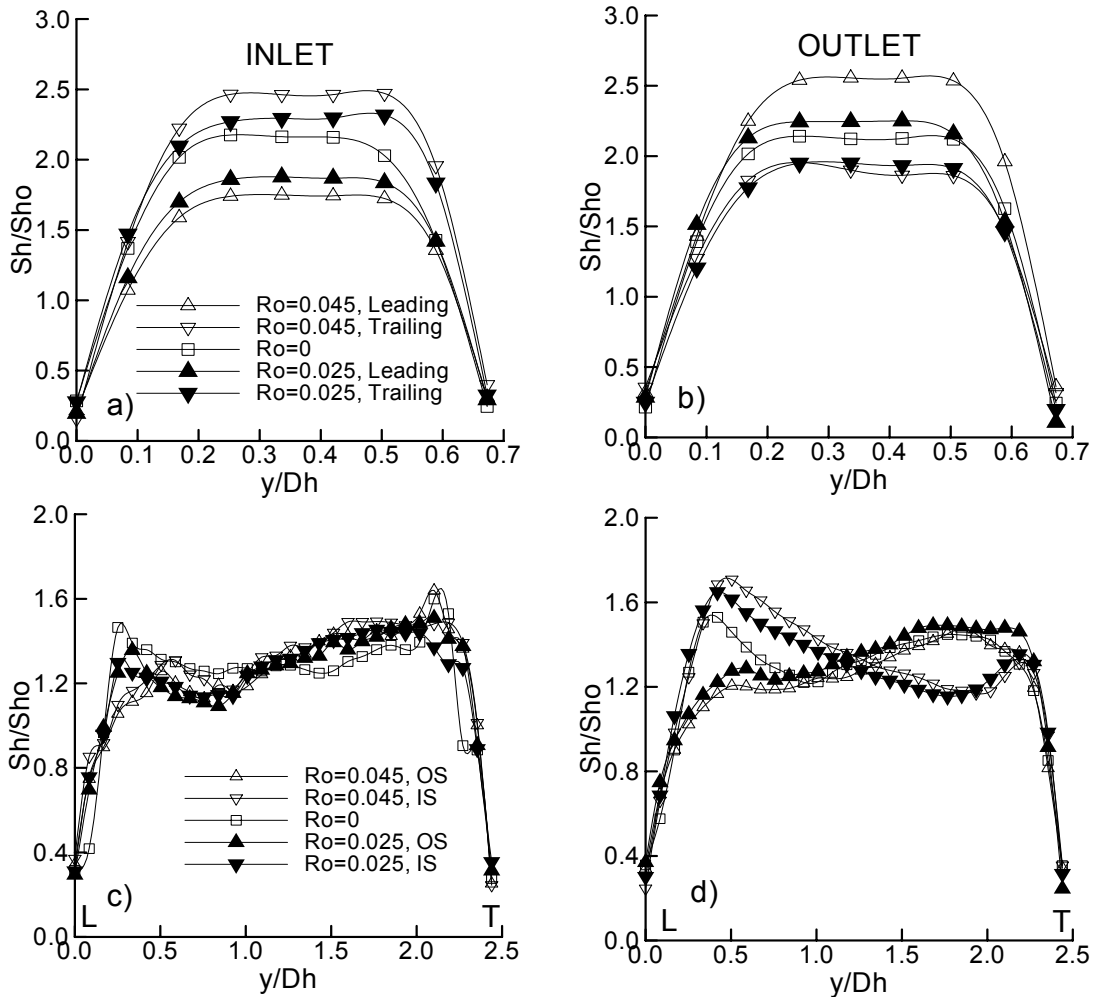 INLET
Sh/Sho
3.0
2.5
2.0
1.5
1.0
0.5
0.0
Ro=0.045, Leading
Ro=0.045, Trailing
Ro=0
Ro=0.025, Leading
Ro=0.025, Trailing
a)
0.0 0.1 0.2 0.3 0.4 0.5 0.6 0.7
y/Dh
OUTLET
Sh/Sho
3.0
2.5
2.0
1.5
1.0
0.5
0.0
b)
0.0 0.1 0.2 0.3 0.4 0.5 0.6 0.7
y/Dh
Sh/Sho
2.0
1.6
1.2
0.8
0.4
0.0
Ro=0.045, OS
Ro=0.045, IS
Ro=0
Ro=0.025, OS
Ro=0.025, IS
c)
L T
0.0 0.5 1.0 1.5 2.0 2.5
y/Dh
Sh/Sho
2.0
1.6
1.2
0.8
0.4
0.0
d)
L T
0.0 0.5 1.0 1.5 2.0 2.5
y/Dh